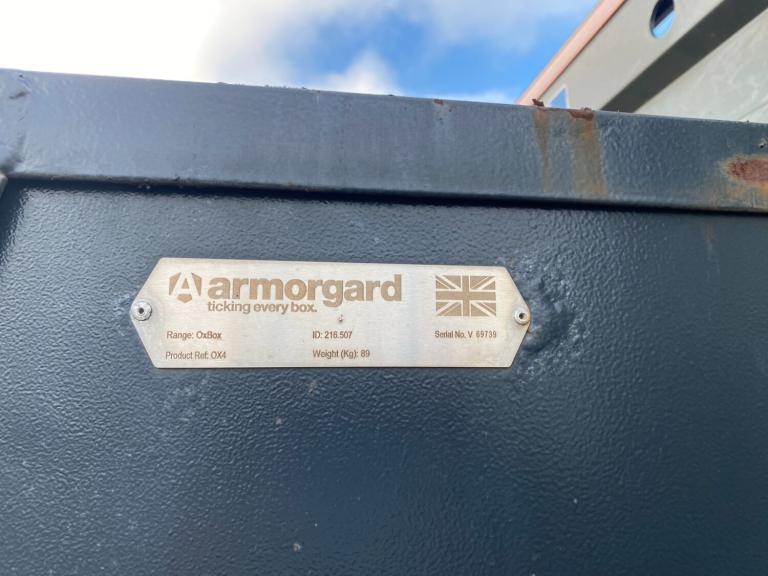 armorgard
ticking every box.
Range: OxBox ID: 216.507 Serial No. V 69739
Product Ref: OX4 Weight (Kg): 89